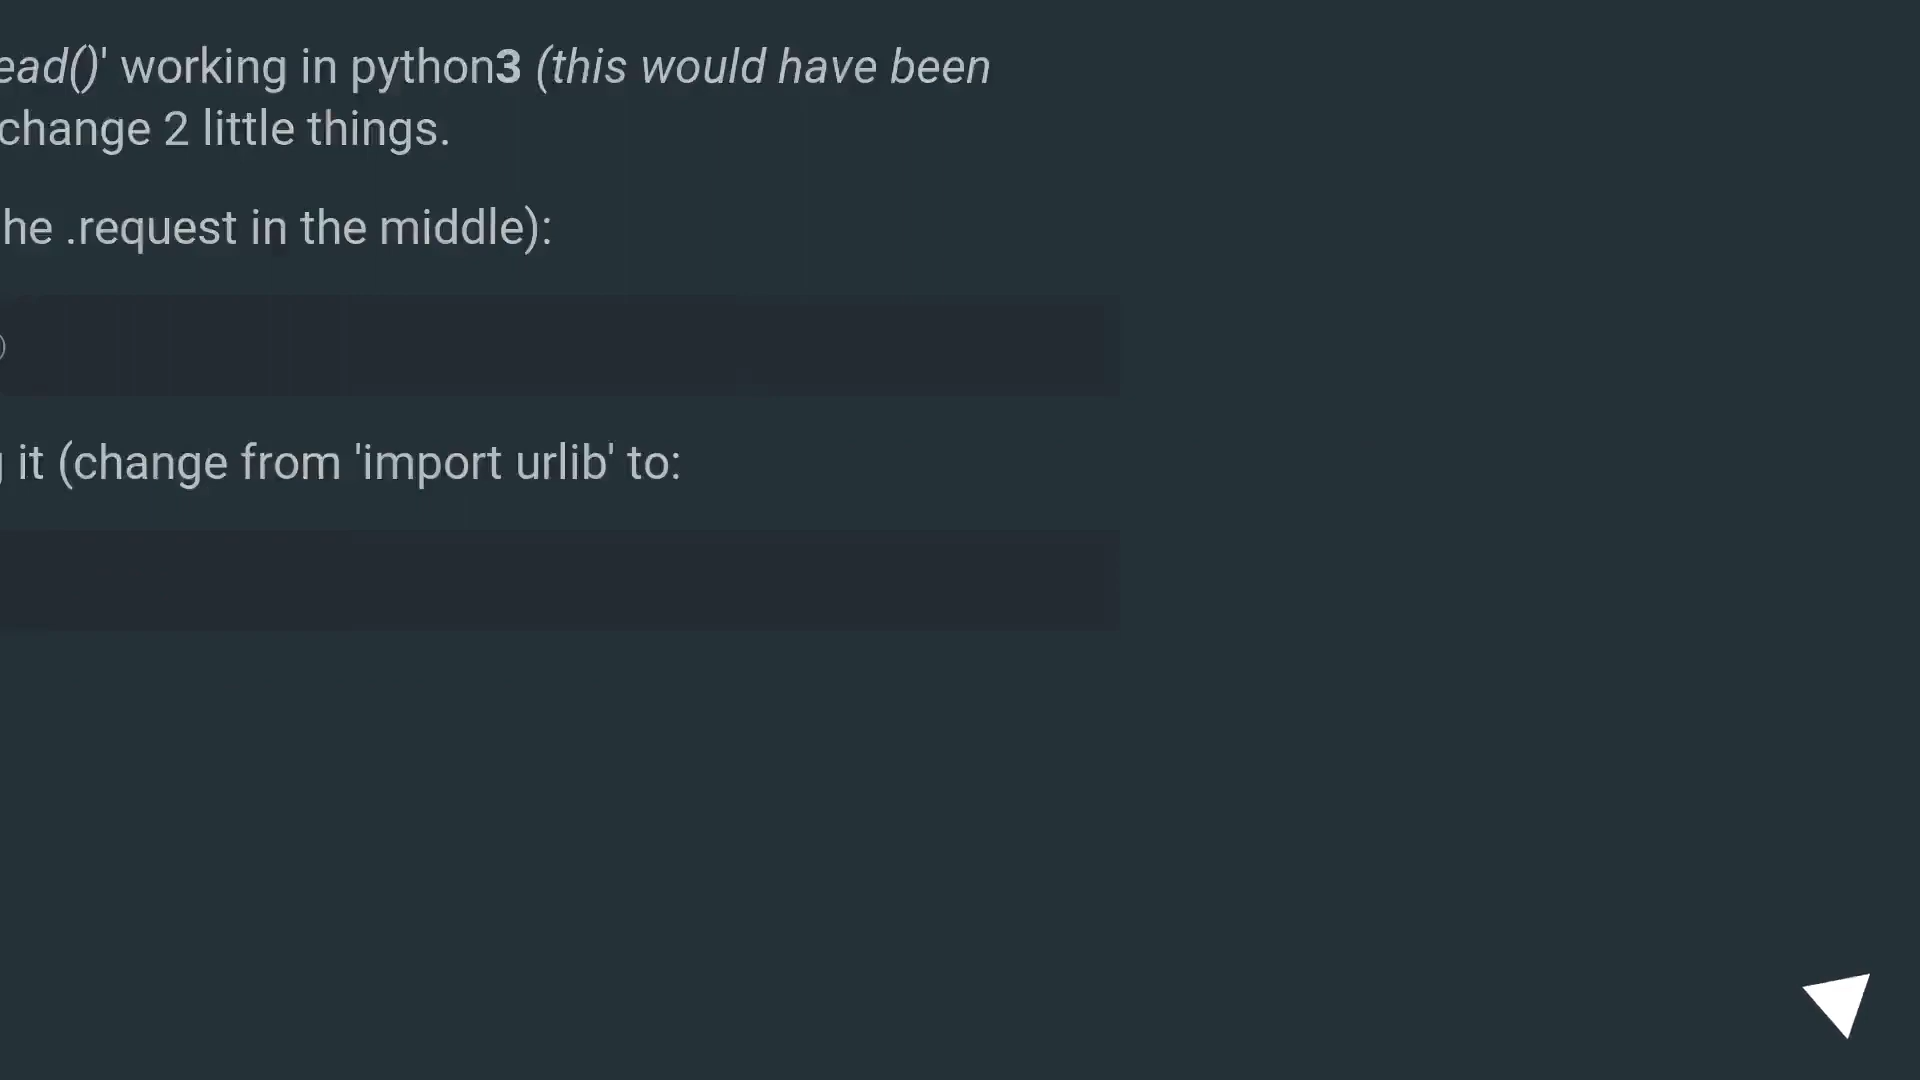 ead()' working in python3 (this would have been
change 2 little things.
he .request in the middle):
)
it (change from 'import urlib' to: